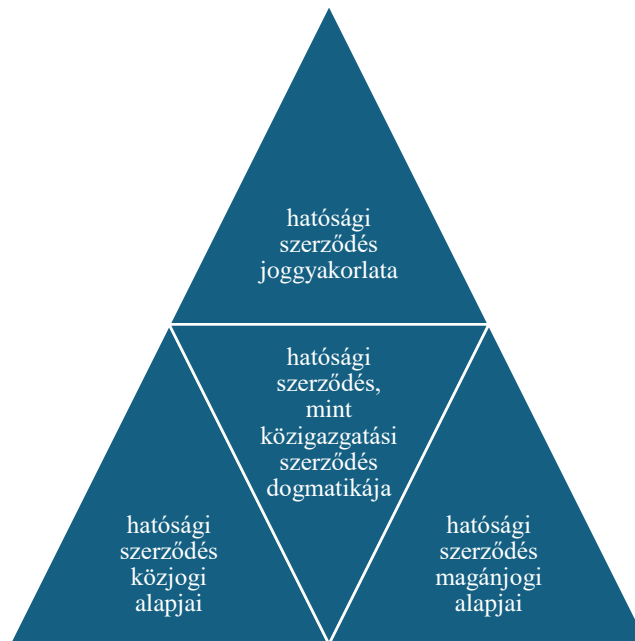 hatósági
szerződés
joggyakorlata
hatósági
szerződés,
mint
közigazgatási
szerződés
dogmatikája
hatósági
szerződés
közjogi
alapjai
hatósági
szerződés
magánjogi
alapjai